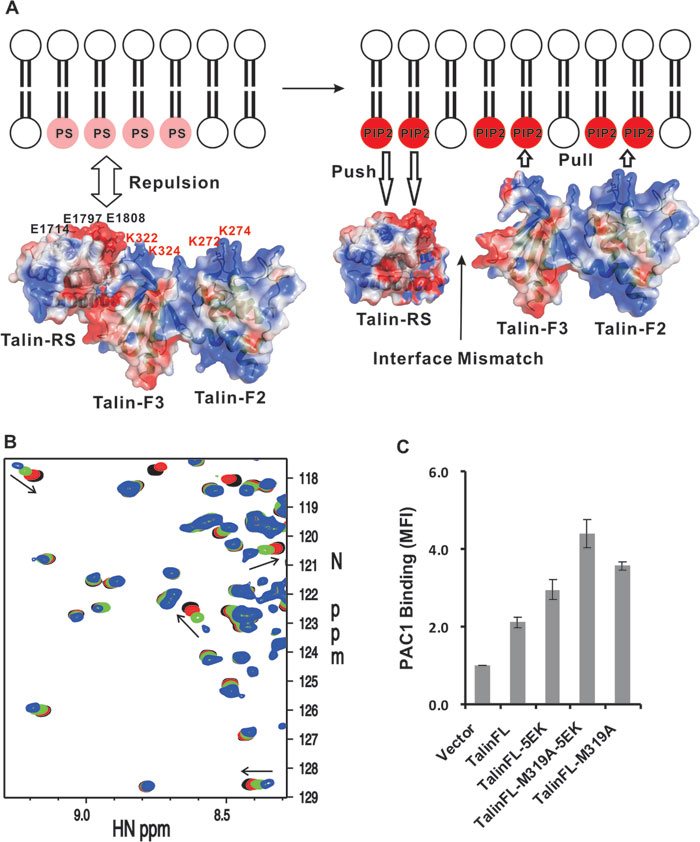 A
PS PS PS PS
PIP2 PIP2 PIP2 PIP2 PIP2 PIP2
Repulsion
Push
Pull
E1714 E1797 E1808
K322 K324 K272 K274
Talin-RS
Talin-F3
Talin-F2
Talin-RS
Talin-F3
Talin-F2
Interface Mismatch
B
118
119
120
121
122
123
124
125
126
127
128
129
N ppm
9.0 8.5
HN ppm
C
6.0
4.0
2.0
0.0
PAC1 Binding (MFI)
Vector
TalinFL
TalinFL-5EK
TalinFL-M319A-5EK
TalinFL-M319A